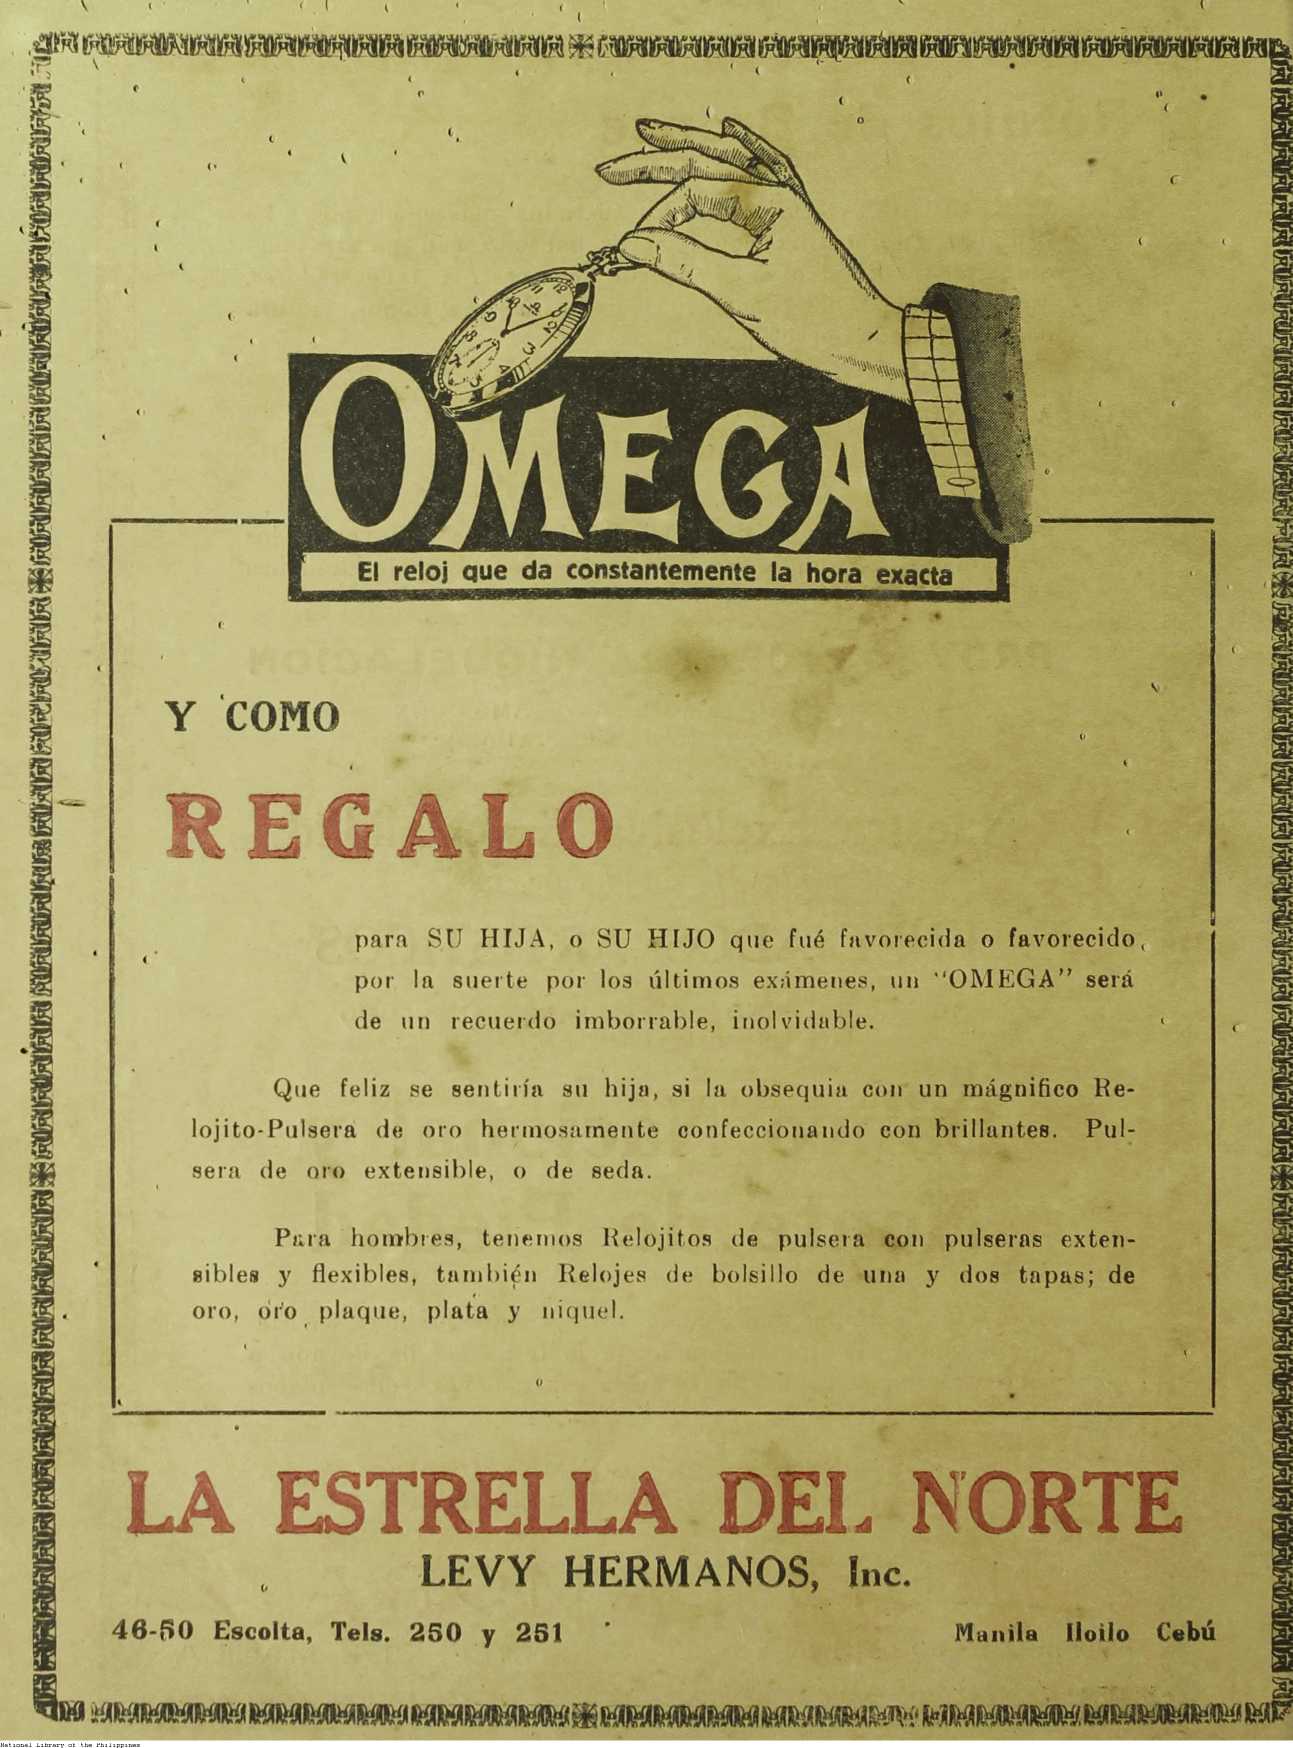 OMEGA
El reloj que da constantemente la hora exacta
Y COMO
REGALO
para SU HIJA, o SU HIJO que fué favorecida o favorecido,
por la suerte por los últimos exámenes, un "OMEGA" será
de un recuerdo imborrable, inolvidable.
Que feliz se sentiría su hija, si la obsequia con un mágnifico Re-
lojito-Pulsera de oro hermosamente confeccionando con brillantes. Pul-
sera de oro extensible, o de seda.
Para hombres, tenemos Relojitos de pulsera con pulseras exten-
sibles y flexibles, también Relojes de bolsillo de una y dos tapas; de
oro, oro plaque, plata y niquel.
LA ESTRELLA DEL NORTE
LEVY HERMANOS, Inc.
46-50 Escolta, Tels. 250 y 251 Manila Iloilo Cebú
National Library of the Philippines